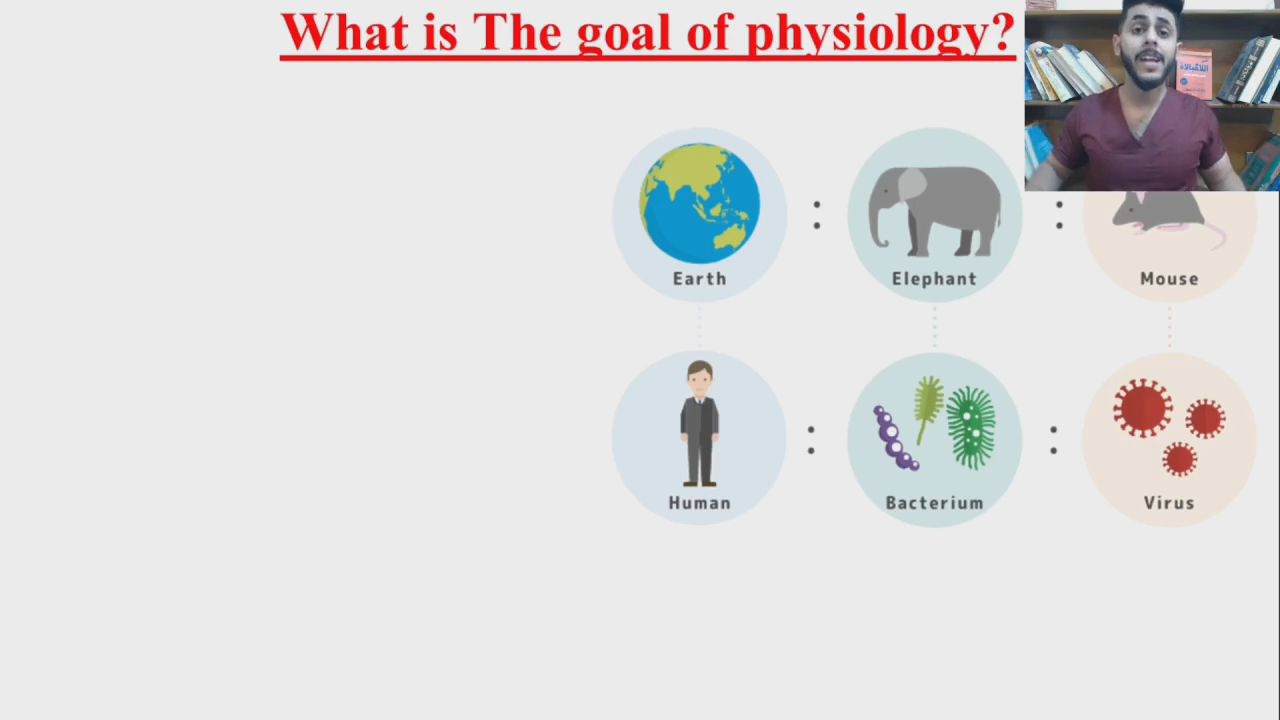 What is The goal of physiology?
Earth
:
Elephant
:
Mouse
Human
:
Bacterium
:
Virus